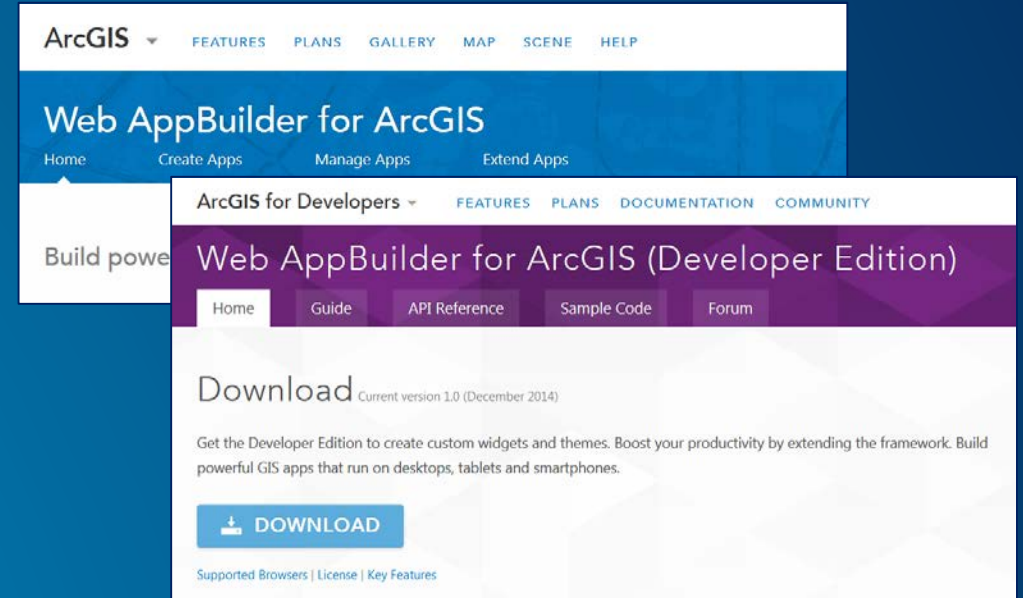 ArcGIS FEATURES PLANS GALLERY MAP SCENE HELP
Web AppBuilder for ArcGIS
Home Create Apps Manage Apps Extend Apps
Build powe
ArcGIS for Developers FEATURES PLANS DOCUMENTATION COMMUNITY
Web AppBuilder for ArcGIS (Developer Edition)
Home Guide API Reference Sample Code Forum
Download Current version 1.0 (December 2014)
Get the Developer Edition to create custom widgets and themes. Boost your productivity by extending the framework. Build
powerful GIS apps that run on desktops, tablets and smartphones.
DOWNLOAD
Supported Browsers | License | Key Features